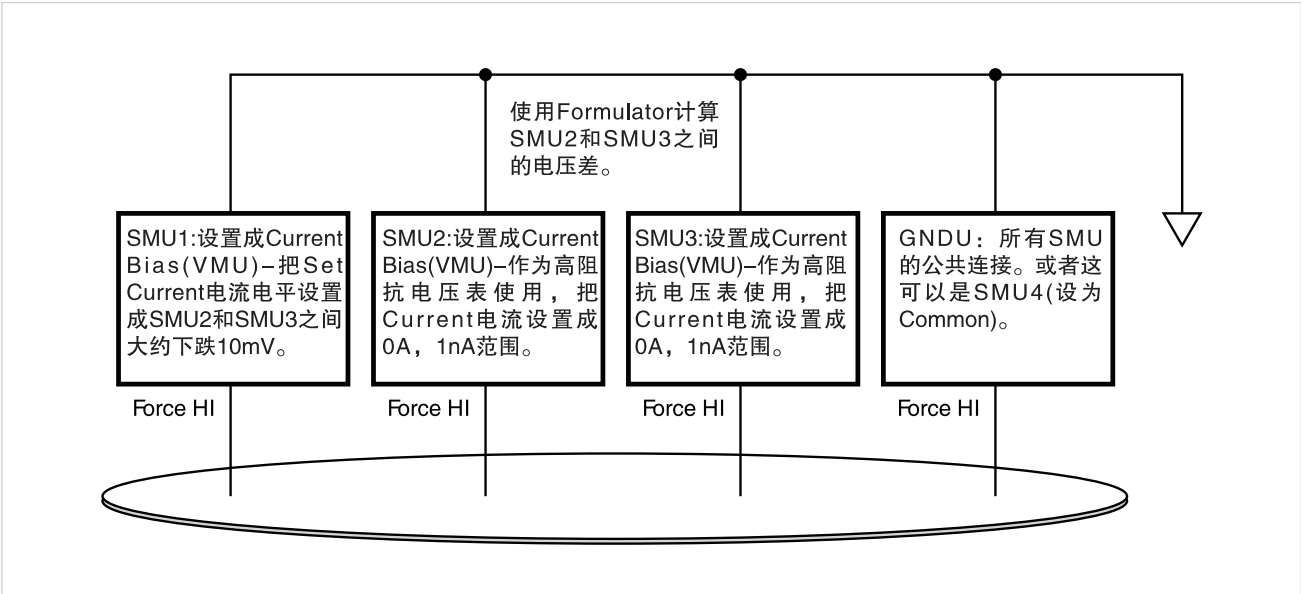 使用Formulator计算
SMU2和SMU3之间
的电压差。
SMU1:设置成Current
Bias(VMU)–把Set
Current电流电平设置
成SMU2和SMU3之间
大约下跌10mV。
SMU2:设置成Current
Bias(VMU)–作为高阻
抗电压表使用，把
Current电流设置成
0A，1nA范围。
SMU3:设置成Current
Bias(VMU)–作为高阻
抗电压表使用，把
Current电流设置成
0A，1nA范围。
GNDU：所有SMU
的公共连接。或者这
可以是SMU4(设为
Common)。
Force HI
Force HI
Force HI
Force HI